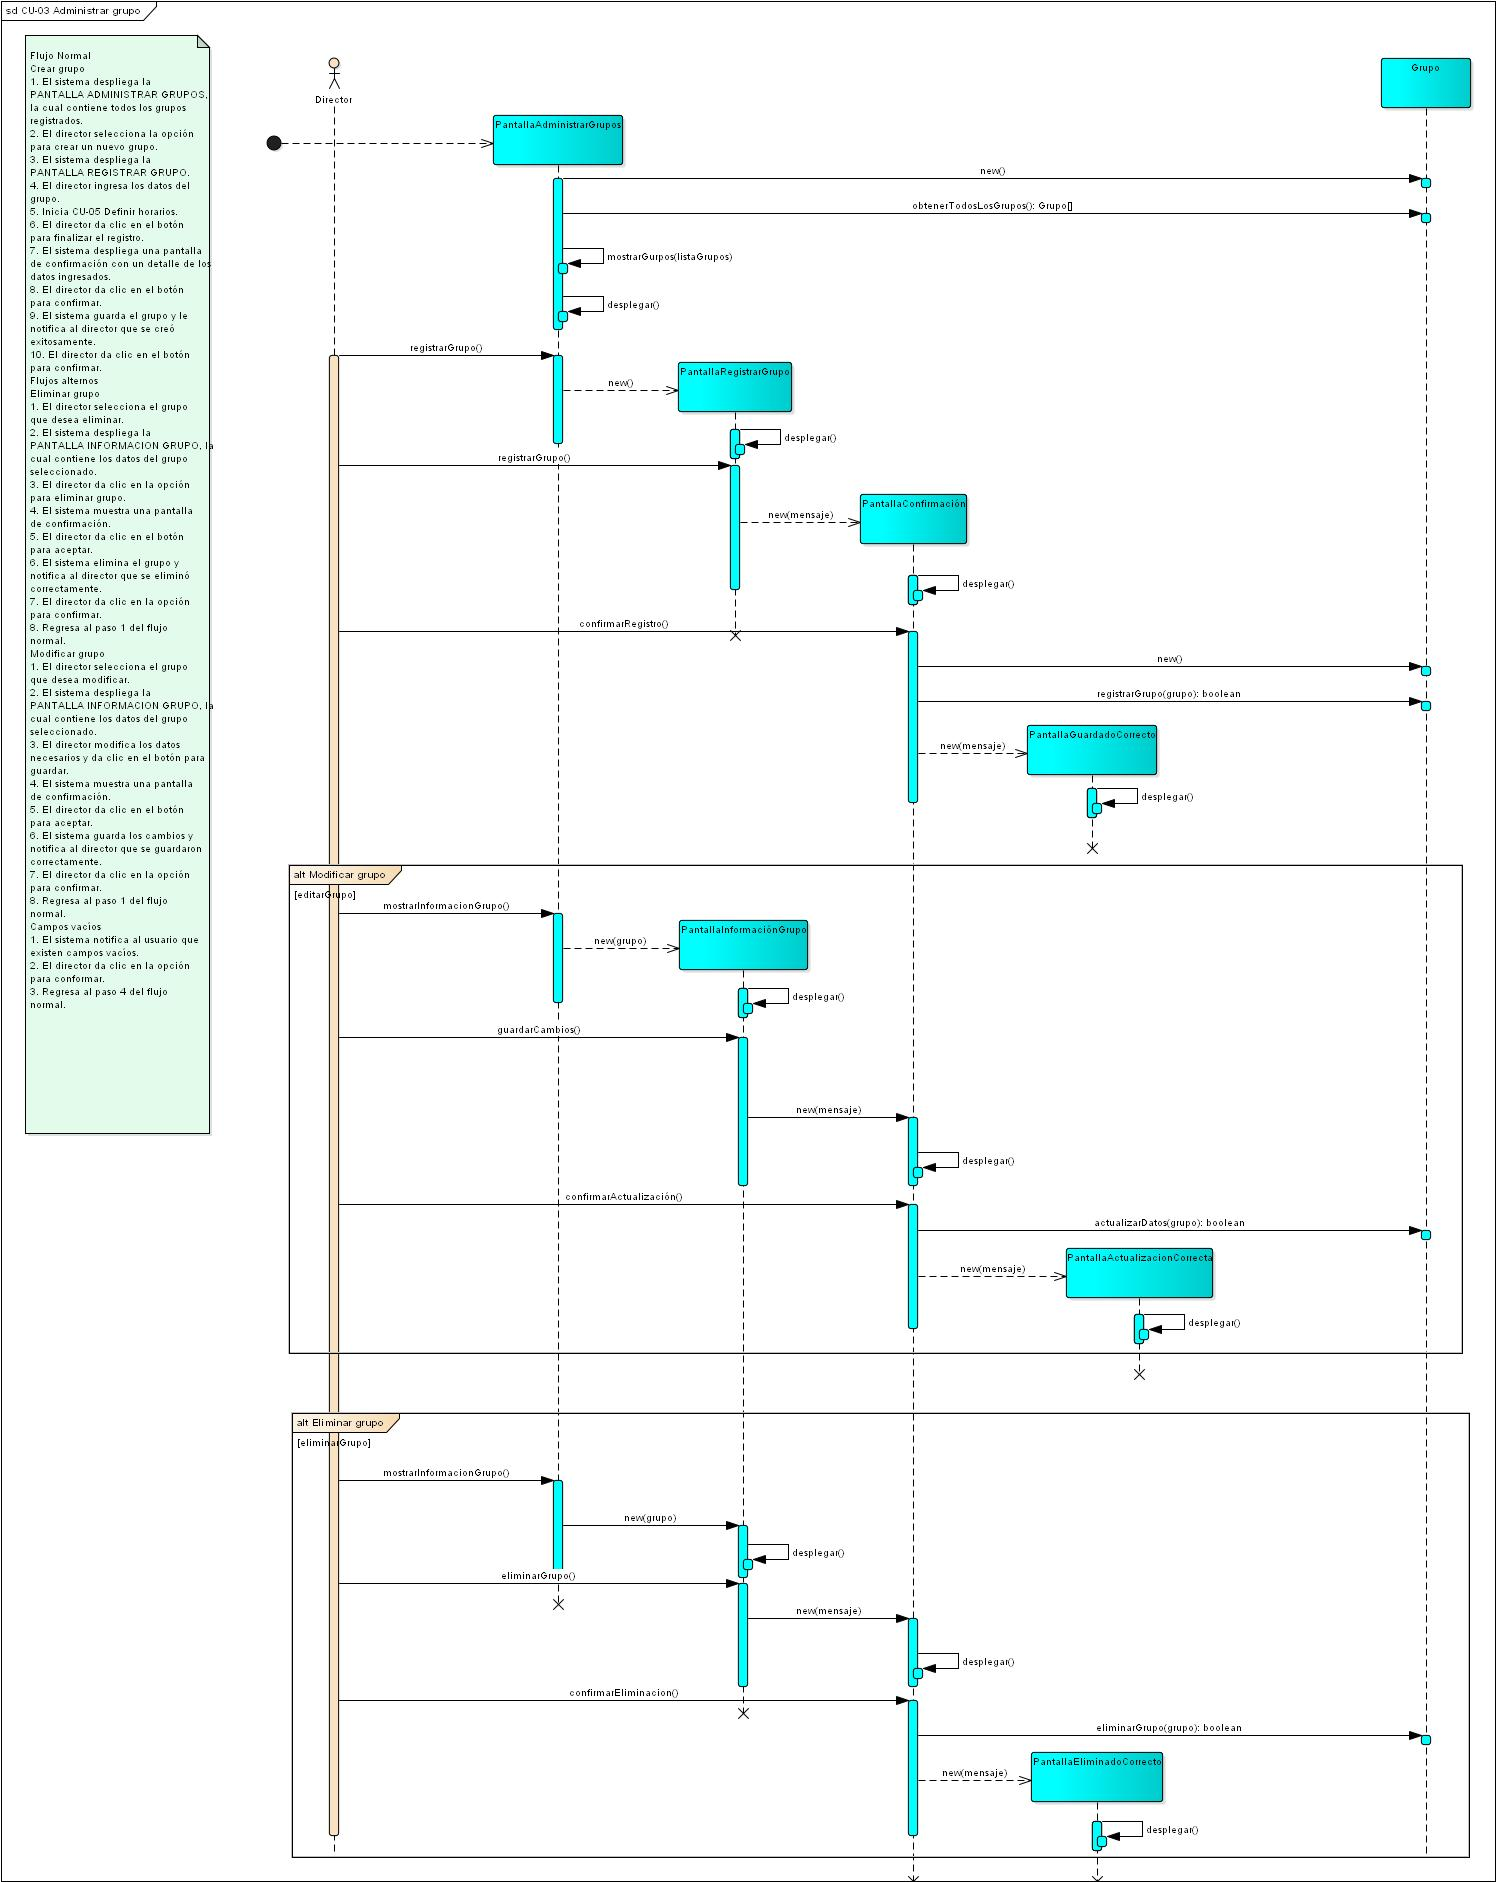 sd CU-03 Administrar grupo
Flujo Normal
Crear grupo
1. El sistema despliega la
PANTALLA ADMINISTRAR GRUPOS,
la cual contiene todos los grupos
registrados.
2. El director selecciona la opción
para crear un nuevo grupo.
3. El sistema despliega la
PANTALLA REGISTRAR GRUPO.
4. El director ingresa los datos del
grupo.
5. Inicia CU-05 Definir horarios.
6. El director da clic en el botón
para finalizar el registro.
7. El sistema despliega una pantalla
de confirmación con un detalle de los
datos ingresados.
8. El director da clic en el botón
para confirmar.
9. El sistema guarda el grupo y le
notifica al director que se creó
exitosamente.
10. El director da clic en el botón
para confirmar.
Flujos alternos
Eliminar grupo
1. El director selecciona el grupo
que desea eliminar.
2. El sistema despliega la
PANTALLA INFORMACION GRUPO, la
cual contiene los datos del grupo
seleccionado.
3. El director da clic en la opción
para eliminar grupo.
4. El sistema muestra una pantalla
de confirmación.
5. El director da clic en el botón
para aceptar.
6. El sistema elimina el grupo y
notifica al director que se eliminó
correctamente.
7. El director da clic en la opción
para confirmar.
8. Regresa al paso 1 del flujo
normal.
Modificar grupo
1. El director selecciona el grupo
que desea modificar.
2. El sistema despliega la
PANTALLA INFORMACION GRUPO, la
cual contiene los datos del grupo
seleccionado.
3. El director modifica los datos
necesarios y da clic en el botón para
guardar.
4. El sistema muestra una pantalla
de confirmación.
5. El director da clic en el botón
para aceptar.
6. El sistema guarda los cambios y
notifica al director que se guardaron
correctamente.
7. El director da clic en la opción
para confirmar.
8. Regresa al paso 1 del flujo
normal.
Campos vacíos
1. El sistema notifica al usuario que
existen campos vacíos.
2. El director da clic en la opción
para conformar.
3. Regresa al paso 4 del flujo
normal.
Director
Grupo
PantallaAdministrarGrupos
new()
obtenerTodosLosGrupos(): Grupo[]
mostrarGurpos(listaGrupos)
desplegar()
registrarGrupo()
PantallaRegistrarGrupo
new()
desplegar()
registrarGrupo()
PantallaConfirmación
new(mensaje)
desplegar()
confirmarRegistro()
new()
registrarGrupo(grupo): boolean
PantallaGuardadoCorrecto
new(mensaje)
desplegar()
alt Modificar grupo
[editarGrupo]
mostrarInformacionGrupo()
PantallaInformaciónGrupo
new(grupo)
desplegar()
guardarCambios()
new(mensaje)
desplegar()
confirmarActualización()
actualizarDatos(grupo): boolean
PantallaActualizacionCorrecta
new(mensaje)
desplegar()
alt Eliminar grupo
[eliminarGrupo]
mostrarInformacionGrupo()
new(grupo)
desplegar()
eliminarGrupo()
new(mensaje)
desplegar()
confirmarEliminacion()
eliminarGrupo(grupo): boolean
PantallaEliminadoCorrecto
new(mensaje)
desplegar()